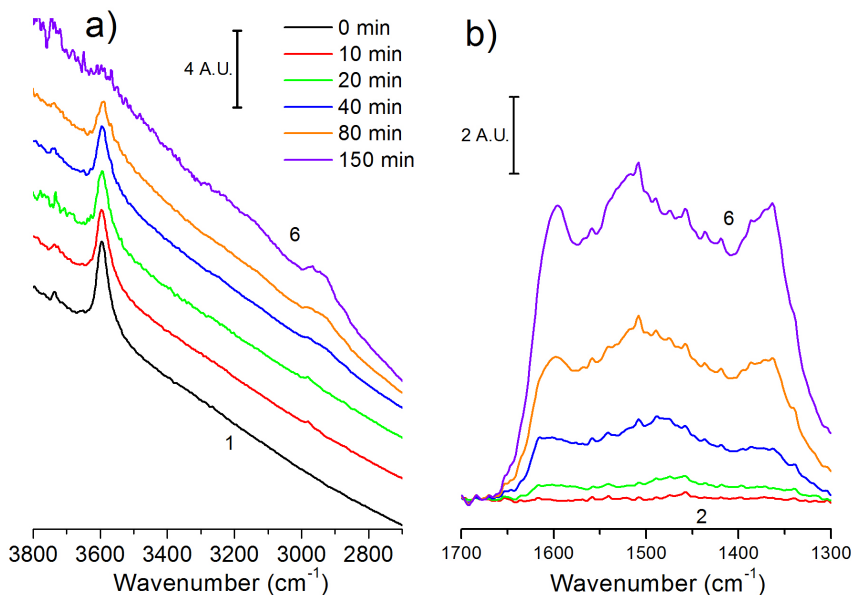 a)
4 A.U.
0 min
10 min
20 min
40 min
80 min
150 min
6
1
3800 3600 3400 3200 3000 2800
Wavenumber (cm⁻¹)
b)
2 A.U.
6
2
1700 1600 1500 1400 1300
Wavenumber (cm⁻¹)